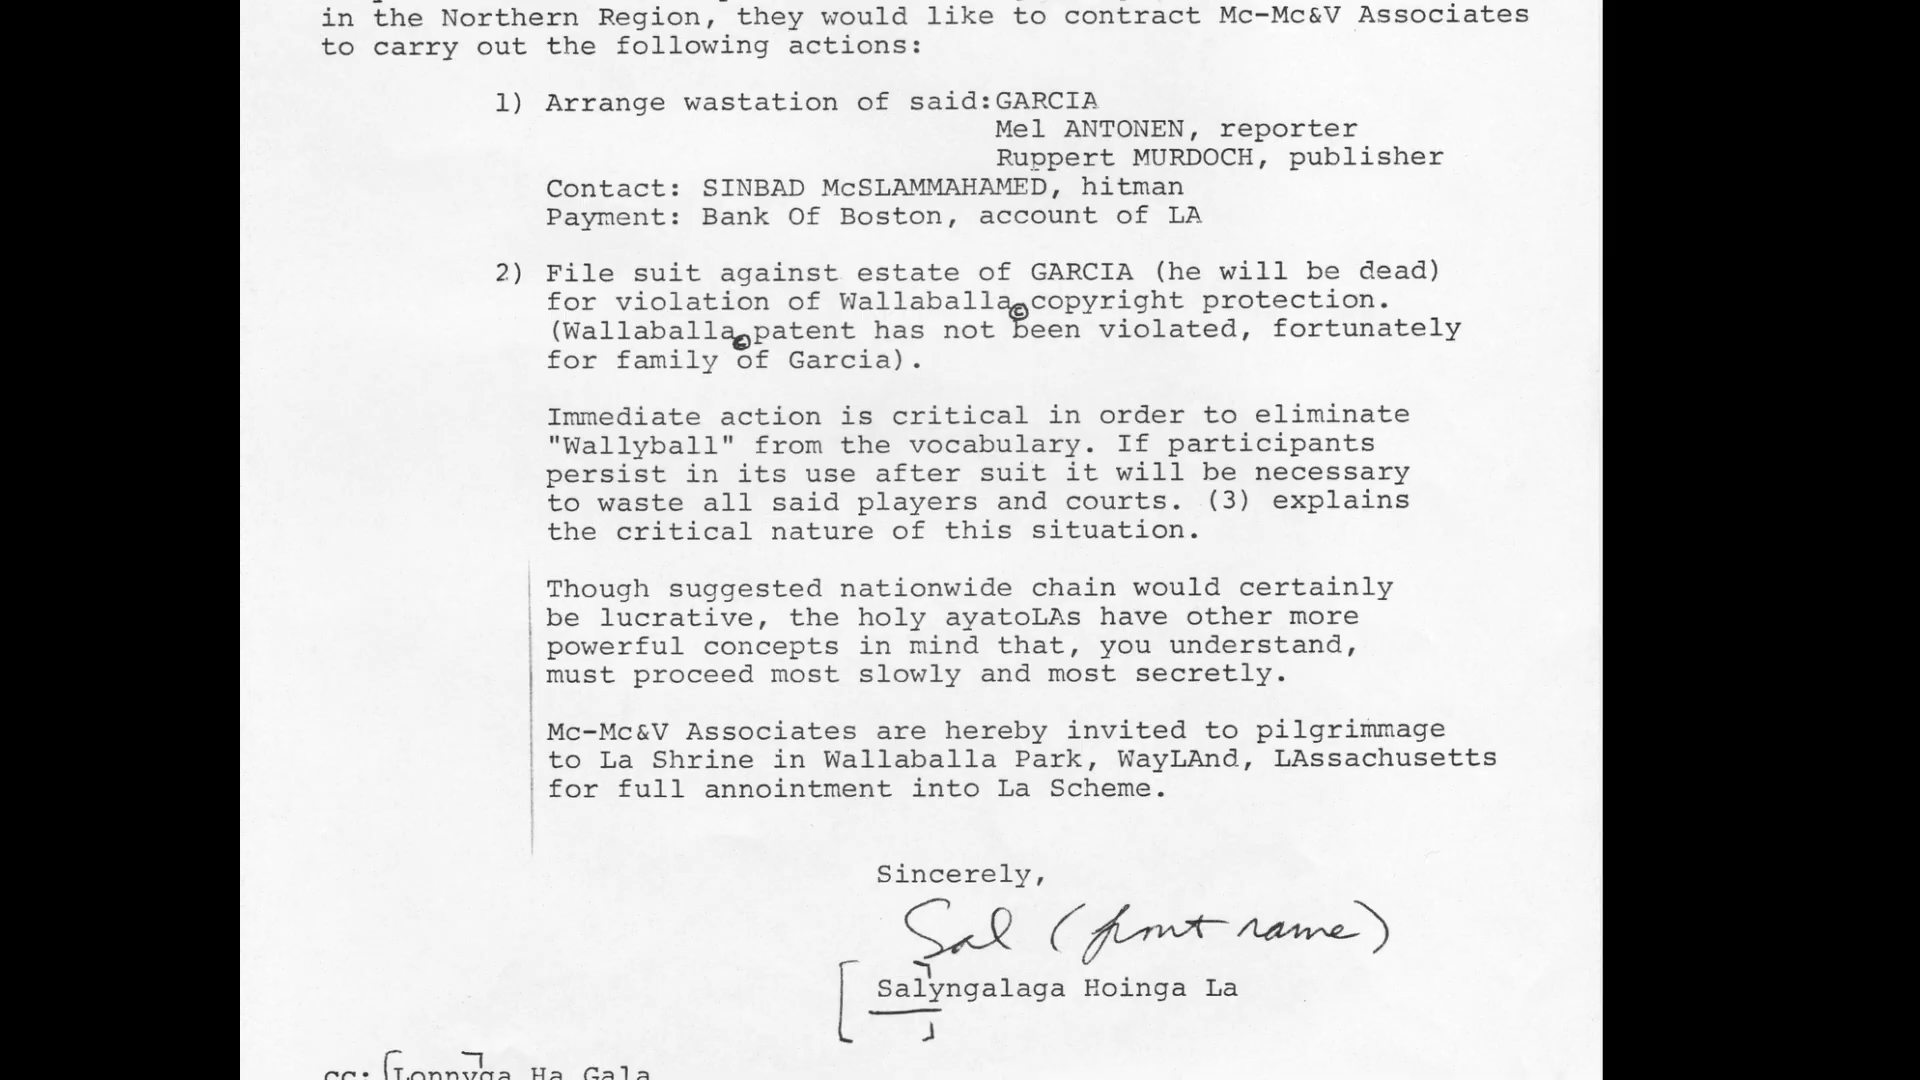 in the Northern Region, they would like to contract Mc-Mc&V Associates
to carry out the following actions:
1) Arrange wastation of said:GARCIA
Mel ANTONEN, reporter
Ruppert MURDOCH, publisher
Contact: SINBAD McSLAMMAHAMED, hitman
Payment: Bank Of Boston, account of LA
2) File suit against estate of GARCIA (he will be dead)
for violation of Wallaballa© copyright protection.
(Wallaballa© patent has not been violated, fortunately
for family of Garcia).
Immediate action is critical in order to eliminate
"Wallyball" from the vocabulary. If participants
persist in its use after suit it will be necessary
to waste all said players and courts. (3) explains
the critical nature of this situation.
Though suggested nationwide chain would certainly
be lucrative, the holy ayatoLAs have other more
powerful concepts in mind that, you understand,
must proceed most slowly and most secretly.
Mc-Mc&V Associates are hereby invited to pilgrimmage
to La Shrine in Wallaballa Park, WayLAnd, LAssachusetts
for full annointment into La Scheme.
Sincerely,
Sal (front name)
Salyngalaga Hoinga La
cc: Lonnyga Ha Gala